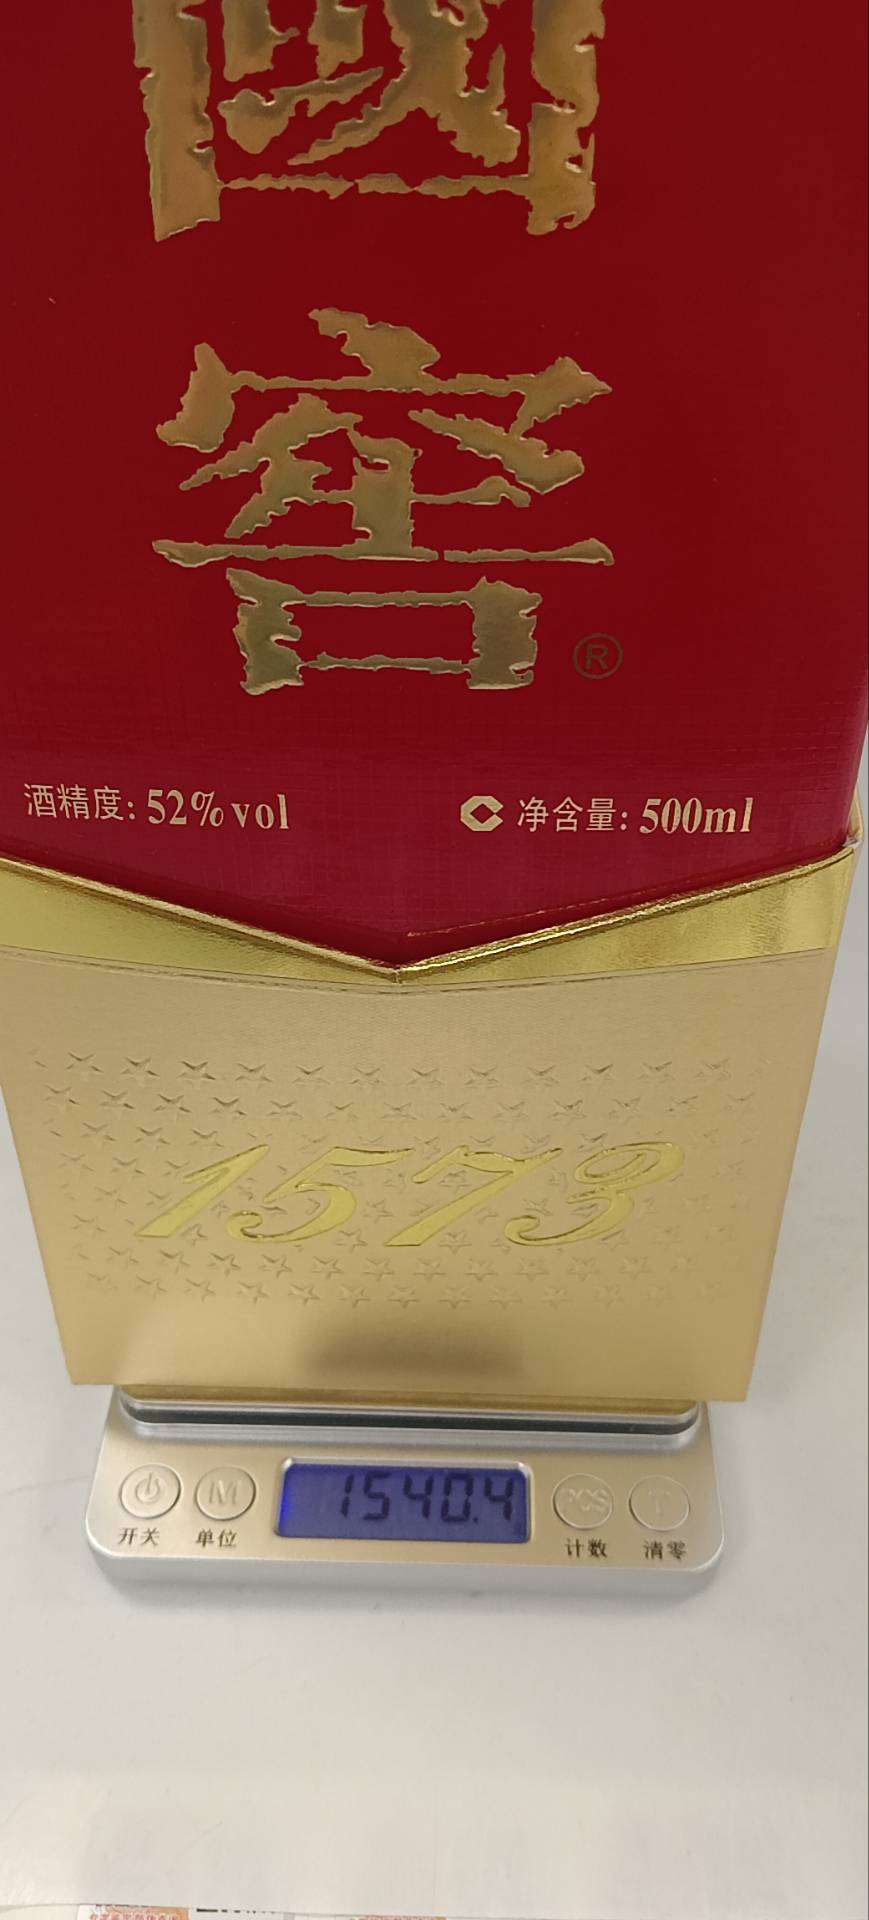 國
窖
®
酒精度: 52%vol
净含量: 500ml
1573
1540.4
M
PCS
T
开关
单位
计数
清零